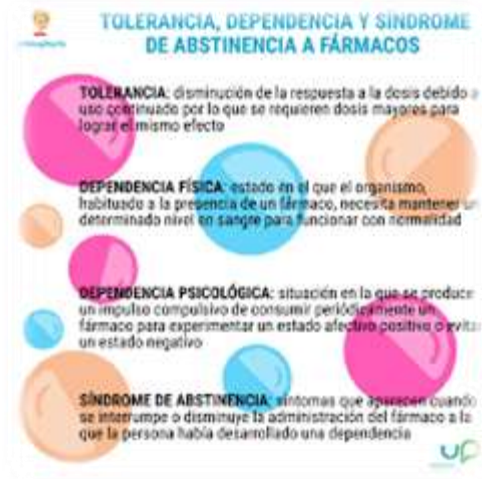 TOLERANCIA, DEPENDENCIA Y SÍNDROME
DE ABSTINENCIA A FÁRMACOS
TOLERANCIA: disminución de la respuesta a la dosis debido a
uso continuado por lo que se requieren dosis mayores para
lograr el mismo efecto
DEPENDENCIA FÍSICA: estado en el que el organismo,
habituado a la presencia de un fármaco, necesita mantener un
determinado nivel en sangre para funcionar con normalidad
DEPENDENCIA PSICOLÓGICA: situación en la que se produce
un impulso compulsivo de consumir periódicamente un
fármaco para experimentar un estado afectivo positivo o evitar
un estado negativo
SÍNDROME DE ABSTINENCIA: síntomas que aparecen cuando
se interrumpe o disminuye la administración del fármaco a la
que la persona había desarrollado una dependencia